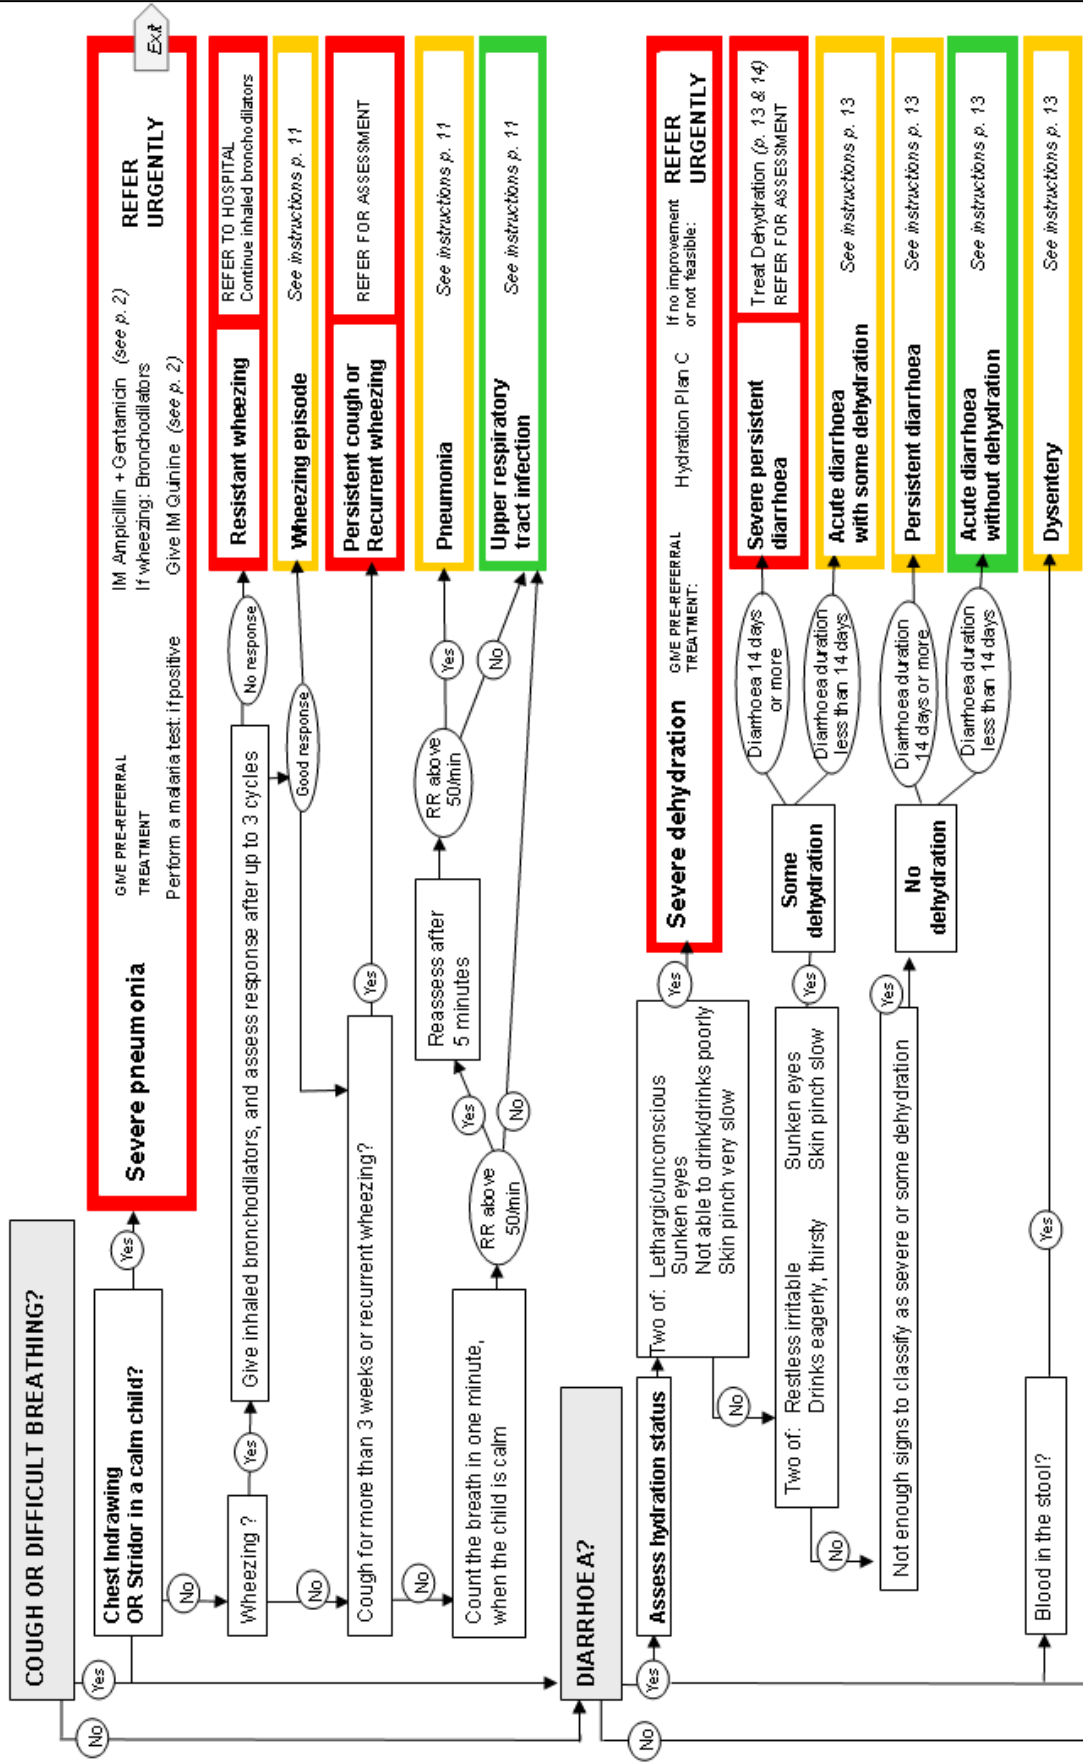 COUGH OR DIFFICULT BREATHING?
Yes
No
Chest Indrawing
OR Stridor in a calm child?
Yes
No
Severe pneumonia
GIVE PRE-REFERRAL
TREATMENT
IM Ampicillin + Gentamicin (see p. 2)
If wheezing: Bronchodilators
Perform a malaria test: if positive
Give IM Quinine (see p. 2)
REFER
URGENTLY
Exit
Wheezing ?
Yes
No
Give inhaled bronchodilators, and assess response after up to 3 cycles
No response
Good response
Resistant wheezing
REFER TO HOSPITAL
Continue inhaled bronchodilators
Wheezing episode
See instructions p. 11
Cough for more than 3 weeks or recurrent wheezing?
Yes
No
Persistent cough or
Recurrent wheezing
REFER FOR ASSESSMENT
Count the breath in one minute,
when the child is calm
RR above
50/min
Yes
No
Reassess after
5 minutes
RR above
50/min
Yes
No
Pneumonia
See instructions p. 11
Upper respiratory
tract infection
See instructions p. 11
DIARRHOEA?
Yes
No
Assess hydration status
Two of: Lethargic/unconscious
Sunken eyes
Not able to drink/drinks poorly
Skin pinch very slow
Yes
No
Severe dehydration
GIVE PRE-REFERRAL
TREATMENT:
Hydration Plan C
If no improvement
or not feasible:
REFER
URGENTLY
Two of: Restless irritable
Drinks eagerly, thirsty
Sunken eyes
Skin pinch slow
Yes
No
Some
dehydration
Diarrhoea 14 days
or more
Diarrhoea duration
less than 14 days
Severe persistent
diarrhoea
Treat Dehydration (p. 13 & 14)
REFER FOR ASSESSMENT
Acute diarrhoea
with some dehydration
See instructions p. 13
Not enough signs to classify as severe or some dehydration
Yes
No
dehydration
Diarrhoea duration
14 days or more
Diarrhoea duration
less than 14 days
Persistent diarrhoea
See instructions p. 13
Acute diarrhoea
without dehydration
See instructions p. 13
Blood in the stool?
Yes
Dysentery
See instructions p. 13